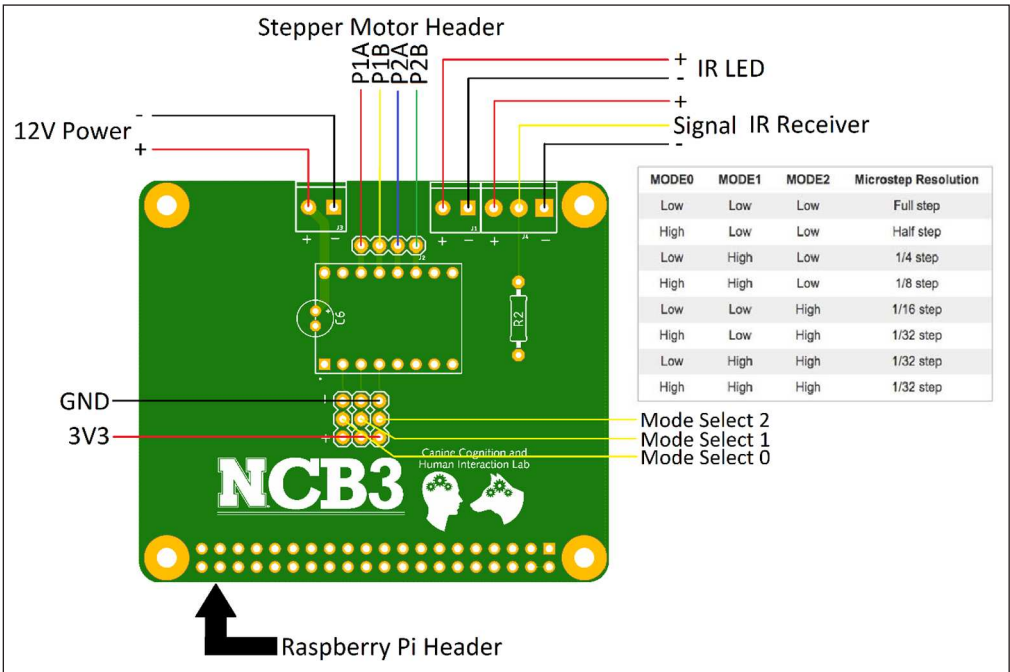 Stepper Motor Header
P1A
P1B
P2A
P2B
+ IR LED
-
+
Signal IR Receiver
-
-
12V Power
+
MODE0 MODE1 MODE2 Microstep Resolution
Low Low Low Full step
High Low Low Half step
Low High Low 1/4 step
High High Low 1/8 step
Low Low High 1/16 step
High Low High 1/32 step
Low High High 1/32 step
High High High 1/32 step
J3
+ -
J2
J1
+ -
J4
+ -
+
C6
R2
GND
-
3V3
+
Mode Select 2
Mode Select 1
Mode Select 0
Canine Cognition and
Human Interaction Lab
N
NCB3
Raspberry Pi Header